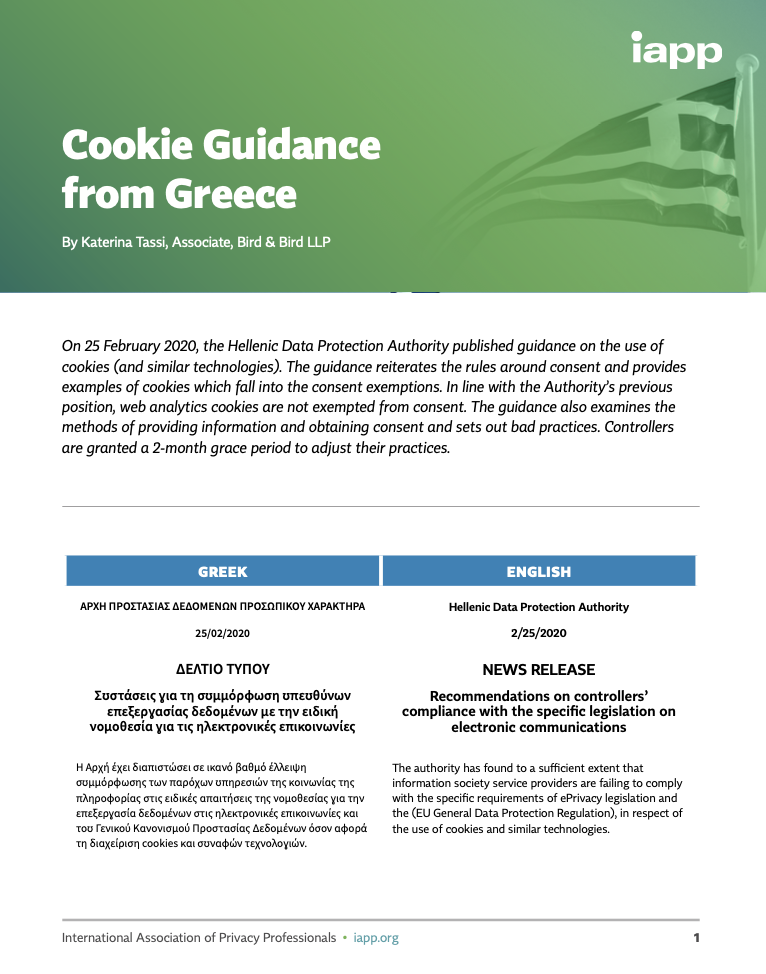 iapp
Cookie Guidance
from Greece
By Katerina Tassi, Associate, Bird & Bird LLP
On 25 February 2020, the Hellenic Data Protection Authority published guidance on the use of
cookies (and similar technologies). The guidance reiterates the rules around consent and provides
examples of cookies which fall into the consent exemptions. In line with the Authority's previous
position, web analytics cookies are not exempted from consent. The guidance also examines the
methods of providing information and obtaining consent and sets out bad practices. Controllers
are granted a 2-month grace period to adjust their practices.
GREEK
ΑΡΧΗ ΠΡΟΣΤΑΣΙΑΣ ΔΕΔΟΜΕΝΩΝ ΠΡΟΣΩΠΙΚΟΥ ΧΑΡΑΚΤΗΡΑ
25/02/2020
ΔΕΛΤΙΟ ΤΥΠΟΥ
Συστάσεις για τη συμμόρφωση υπευθύνων
επεξεργασίας δεδομένων με την ειδική
νομοθεσία για τις ηλεκτρονικές επικοινωνίες
Η Αρχή έχει διαπιστώσει σε ικανό βαθμό έλλειψη
συμμόρφωσης των παρόχων υπηρεσιών της κοινωνίας της
πληροφορίας στις ειδικές απαιτήσεις της νομοθεσίας για την
επεξεργασία δεδομένων στις ηλεκτρονικές επικοινωνίες και
του Γενικού Κανονισμού Προστασίας Δεδομένων όσον αφορά
τη διαχείριση cookies και συναφών τεχνολογιών.
ENGLISH
Hellenic Data Protection Authority
2/25/2020
NEWS RELEASE
Recommendations on controllers'
compliance with the specific legislation on
electronic communications
The authority has found to a sufficient extent that
information society service providers are failing to comply
with the specific requirements of ePrivacy legislation and
the (EU General Data Protection Regulation), in respect of
the use of cookies and similar technologies.
International Association of Privacy Professionals • iapp.org
1